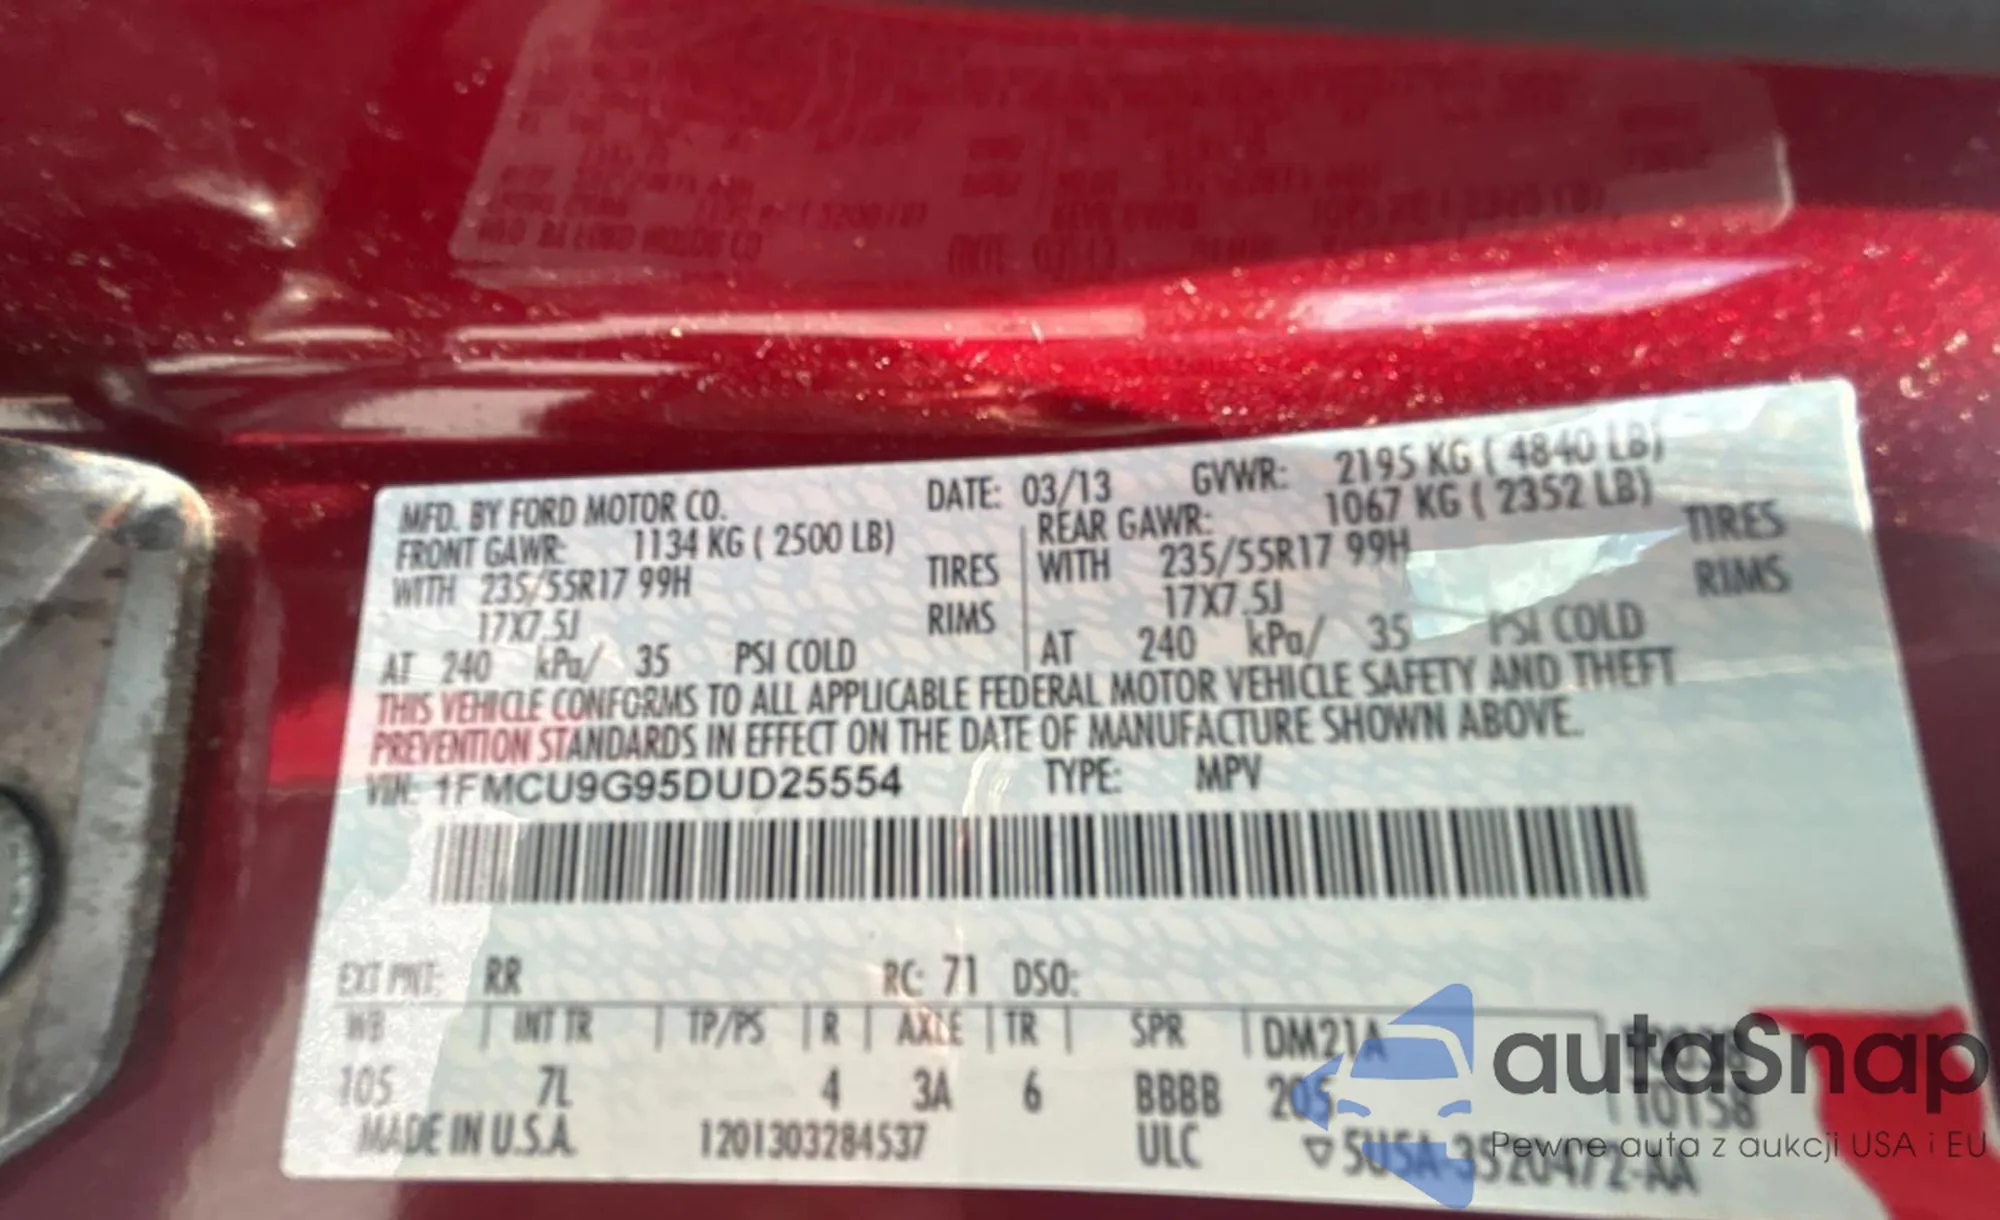 MFD. BY FORD MOTOR CO. DATE: 03/13 GVWR: 2195 KG ( 4840 LB)
FRONT GAWR: 1134 KG ( 2500 LB) REAR GAWR: 1067 KG ( 2352 LB)
WITH 235/55R17 99H TIRES WITH 235/55R17 99H TIRES
17X7.5J RIMS 17X7.5J RIMS
AT 240 kPa/ 35 PSI COLD AT 240 kPa/ 35 PSI COLD
THIS VEHICLE CONFORMS TO ALL APPLICABLE FEDERAL MOTOR VEHICLE SAFETY AND THEFT
PREVENTION STANDARDS IN EFFECT ON THE DATE OF MANUFACTURE SHOWN ABOVE.
VIN: 1FMCU9G95DUD25554 TYPE: MPV
EXT PNT: RR RC: 71 DSO:
WB INT TR TP/PS R AXLE TR SPR DM21A
105 7L 4 3A 6 BBBB 205 110158
MADE IN U.S.A. 1201303284537 ULC 5U5A-3520472-AA
autaSnap
Pewne auta z aukcji USA i EU